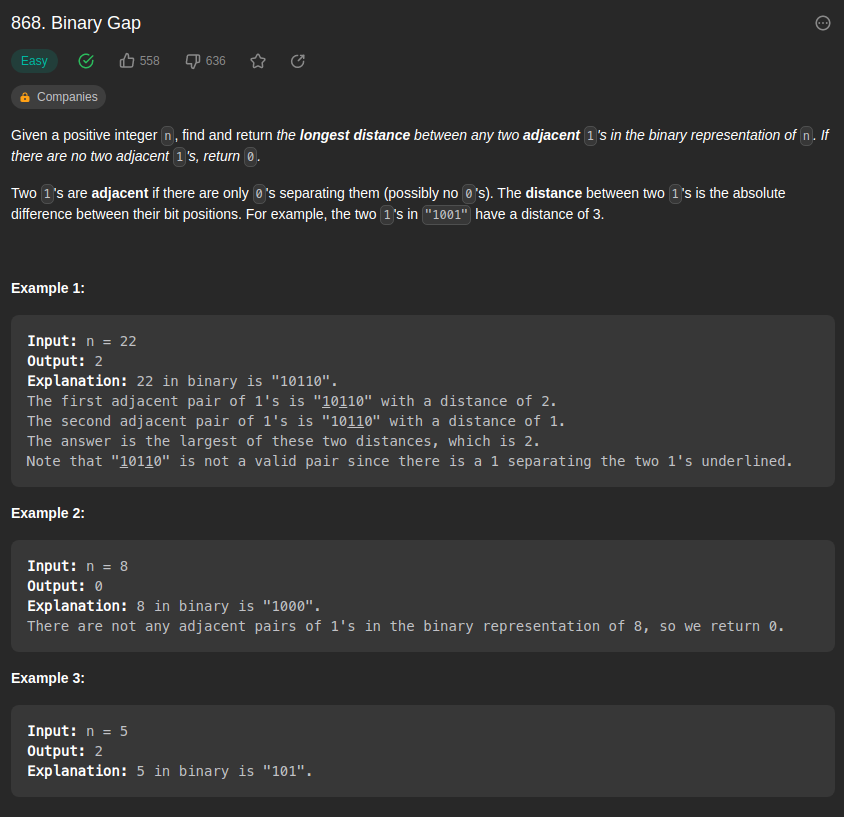 868. Binary Gap
Easy 558 636
Companies
Given a positive integer n, find and return the longest distance between any two adjacent 1's in the binary representation of n. If
there are no two adjacent 1's, return 0.
Two 1's are adjacent if there are only 0's separating them (possibly no 0's). The distance between two 1's is the absolute
difference between their bit positions. For example, the two 1's in "1001" have a distance of 3.
Example 1:
Input: n = 22
Output: 2
Explanation: 22 in binary is "10110".
The first adjacent pair of 1's is "10110" with a distance of 2.
The second adjacent pair of 1's is "10110" with a distance of 1.
The answer is the largest of these two distances, which is 2.
Note that "10110" is not a valid pair since there is a 1 separating the two 1's underlined.
Example 2:
Input: n = 8
Output: 0
Explanation: 8 in binary is "1000".
There are not any adjacent pairs of 1's in the binary representation of 8, so we return 0.
Example 3:
Input: n = 5
Output: 2
Explanation: 5 in binary is "101".